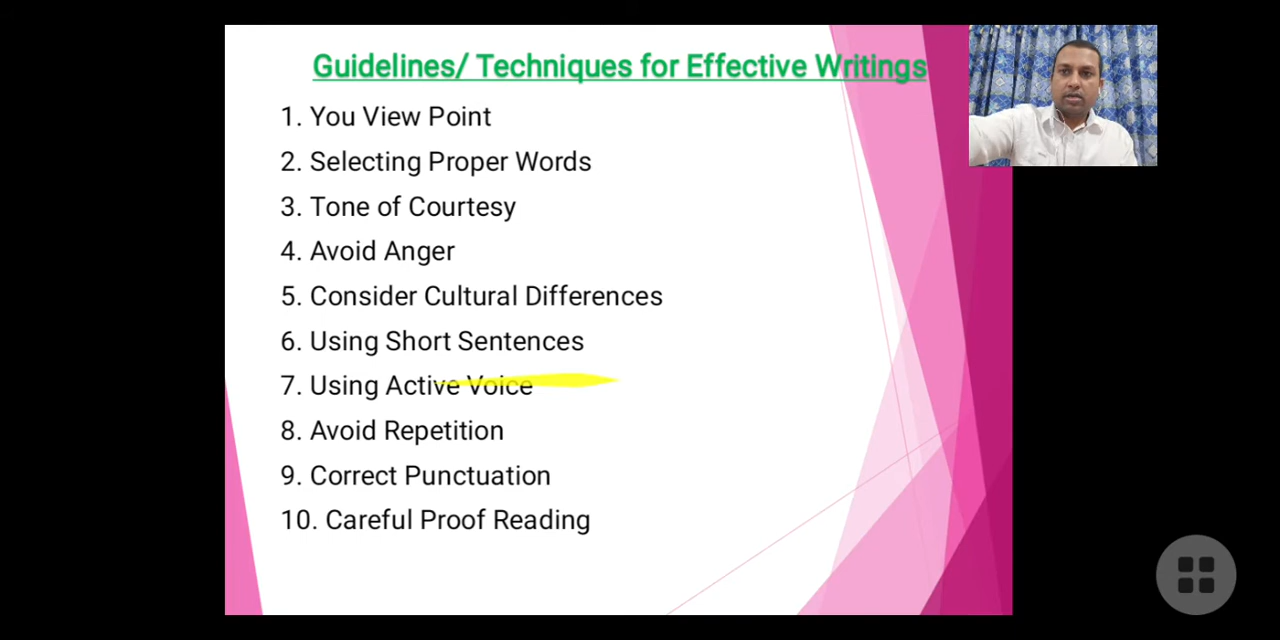 Guidelines/ Techniques for Effective Writings
1. You View Point
2. Selecting Proper Words
3. Tone of Courtesy
4. Avoid Anger
5. Consider Cultural Differences
6. Using Short Sentences
7. Using Active Voice
8. Avoid Repetition
9. Correct Punctuation
10. Careful Proof Reading